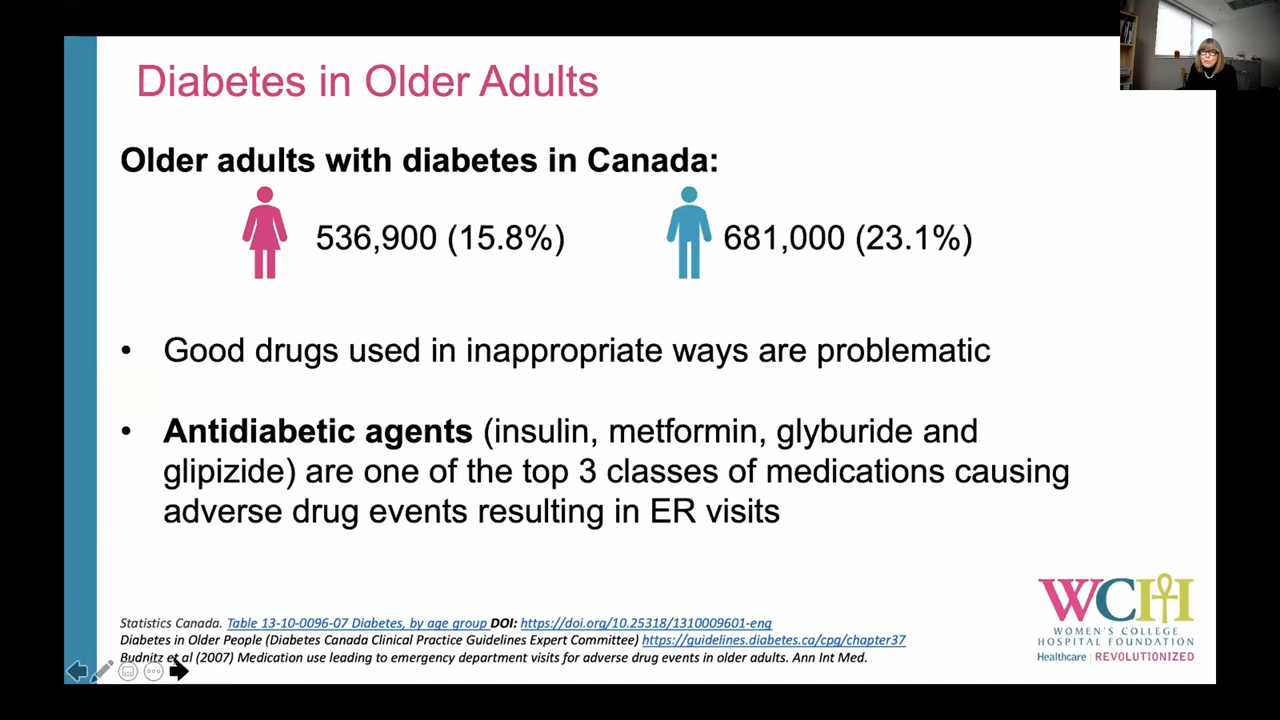 Diabetes in Older Adults
Older adults with diabetes in Canada:
536,900 (15.8%)
681,000 (23.1%)
• Good drugs used in inappropriate ways are problematic
• Antidiabetic agents (insulin, metformin, glyburide and
glipizide) are one of the top 3 classes of medications causing
adverse drug events resulting in ER visits
Statistics Canada. Table 13-10-0096-07 Diabetes, by age group DOI: https://doi.org/10.25318/1310009601-eng
Diabetes in Older People (Diabetes Canada Clinical Practice Guidelines Expert Committee) https://guidelines.diabetes.ca/cpg/chapter37
Budnitz et al (2007) Medication use leading to emergency department visits for adverse drug events in older adults. Ann Int Med.
WCH
WOMEN'S COLLEGE
HOSPITAL FOUNDATION
Healthcare | REVOLUTIONIZED